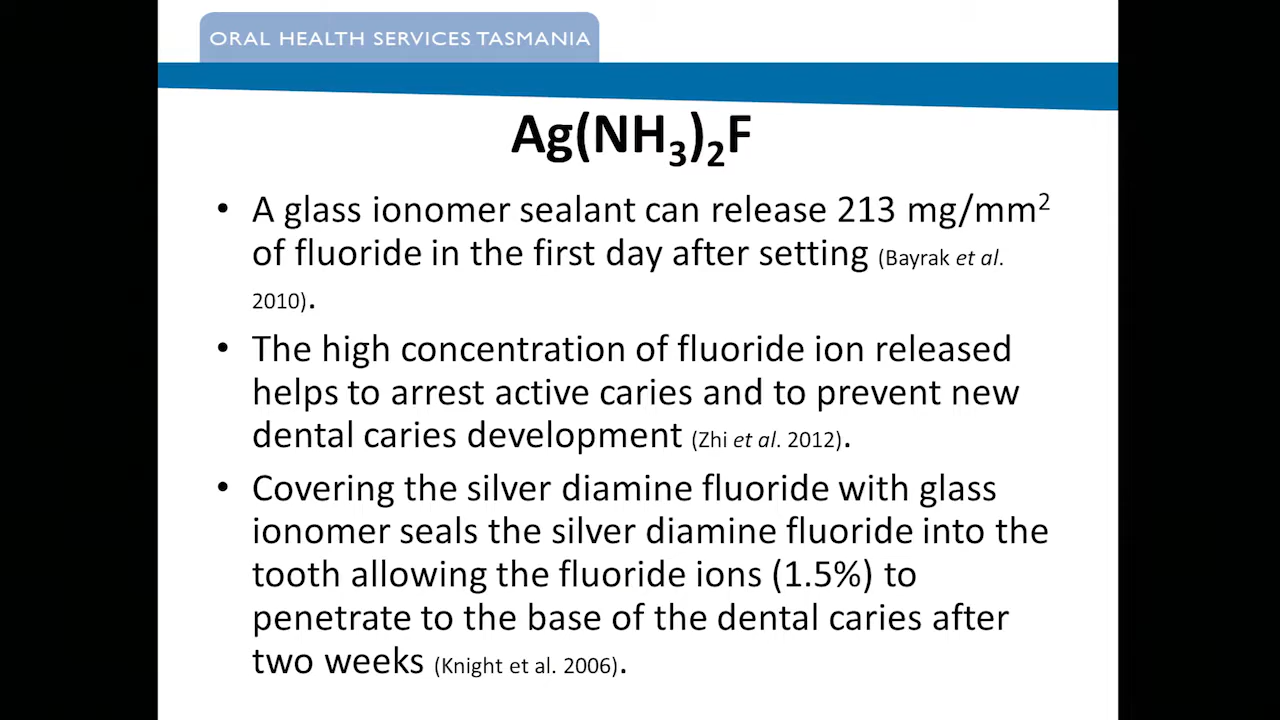 ORAL HEALTH SERVICES TASMANIA
Ag(NH₃)₂F
• A glass ionomer sealant can release 213 mg/mm²
of fluoride in the first day after setting (Bayrak et al.
2010).
• The high concentration of fluoride ion released
helps to arrest active caries and to prevent new
dental caries development (Zhi et al. 2012).
• Covering the silver diamine fluoride with glass
ionomer seals the silver diamine fluoride into the
tooth allowing the fluoride ions (1.5%) to
penetrate to the base of the dental caries after
two weeks (Knight et al. 2006).